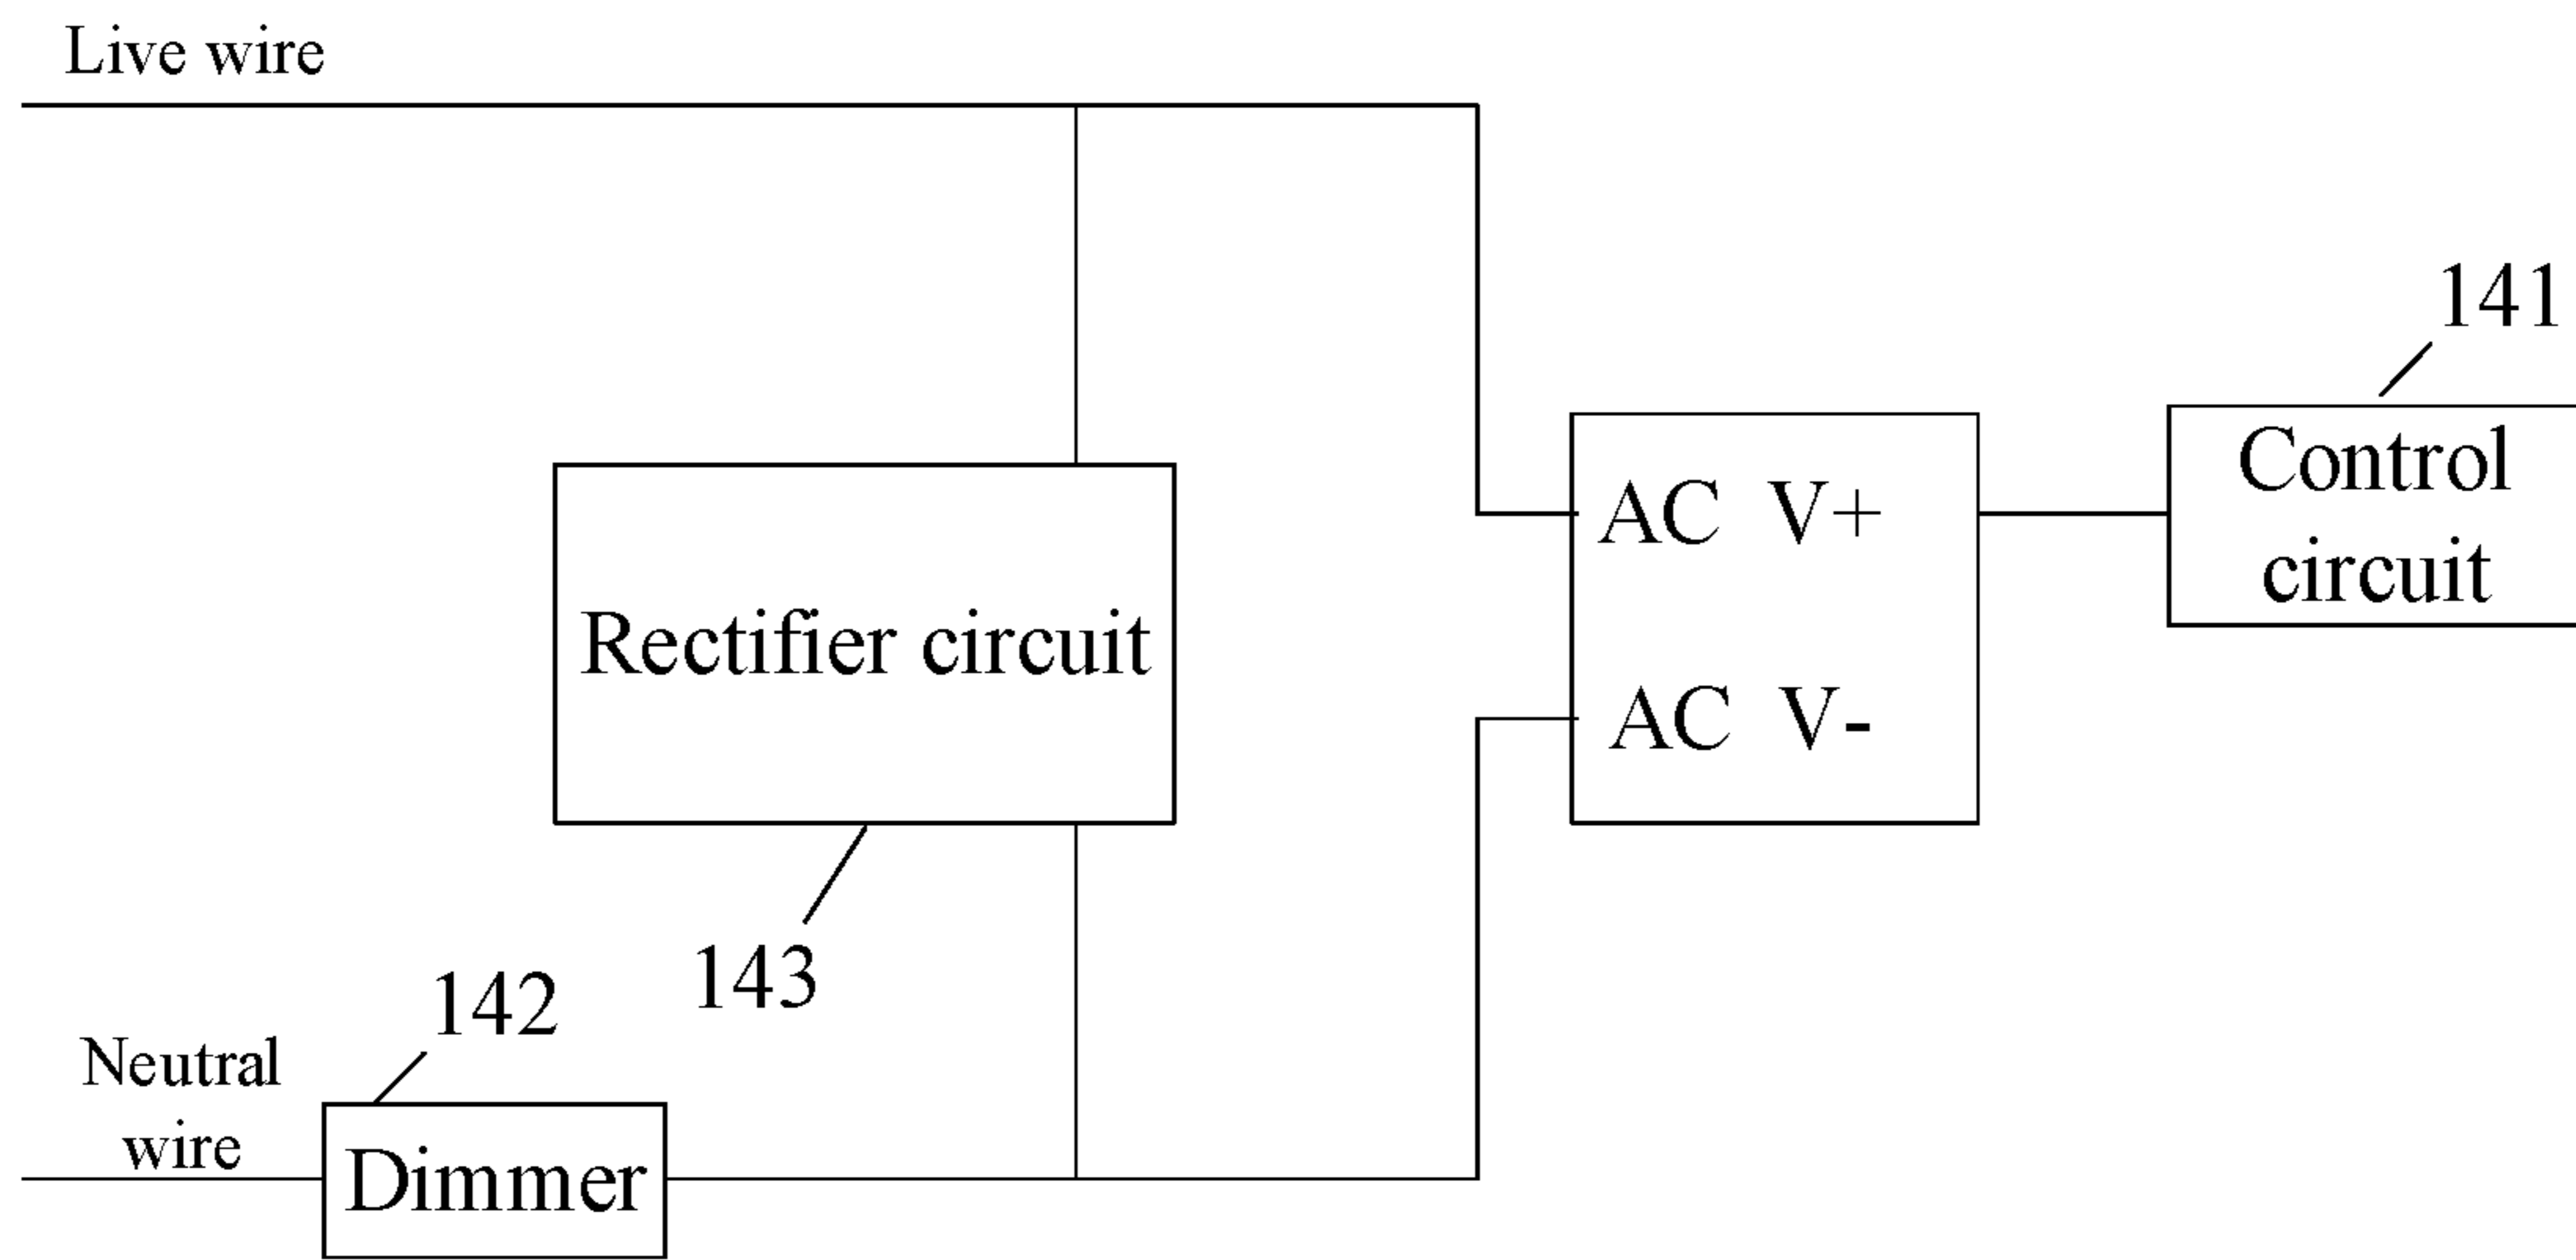 Live wire
141
Control
circuit
AC V+
AC V-
Rectifier circuit
143
142
Neutral
wire
Dimmer